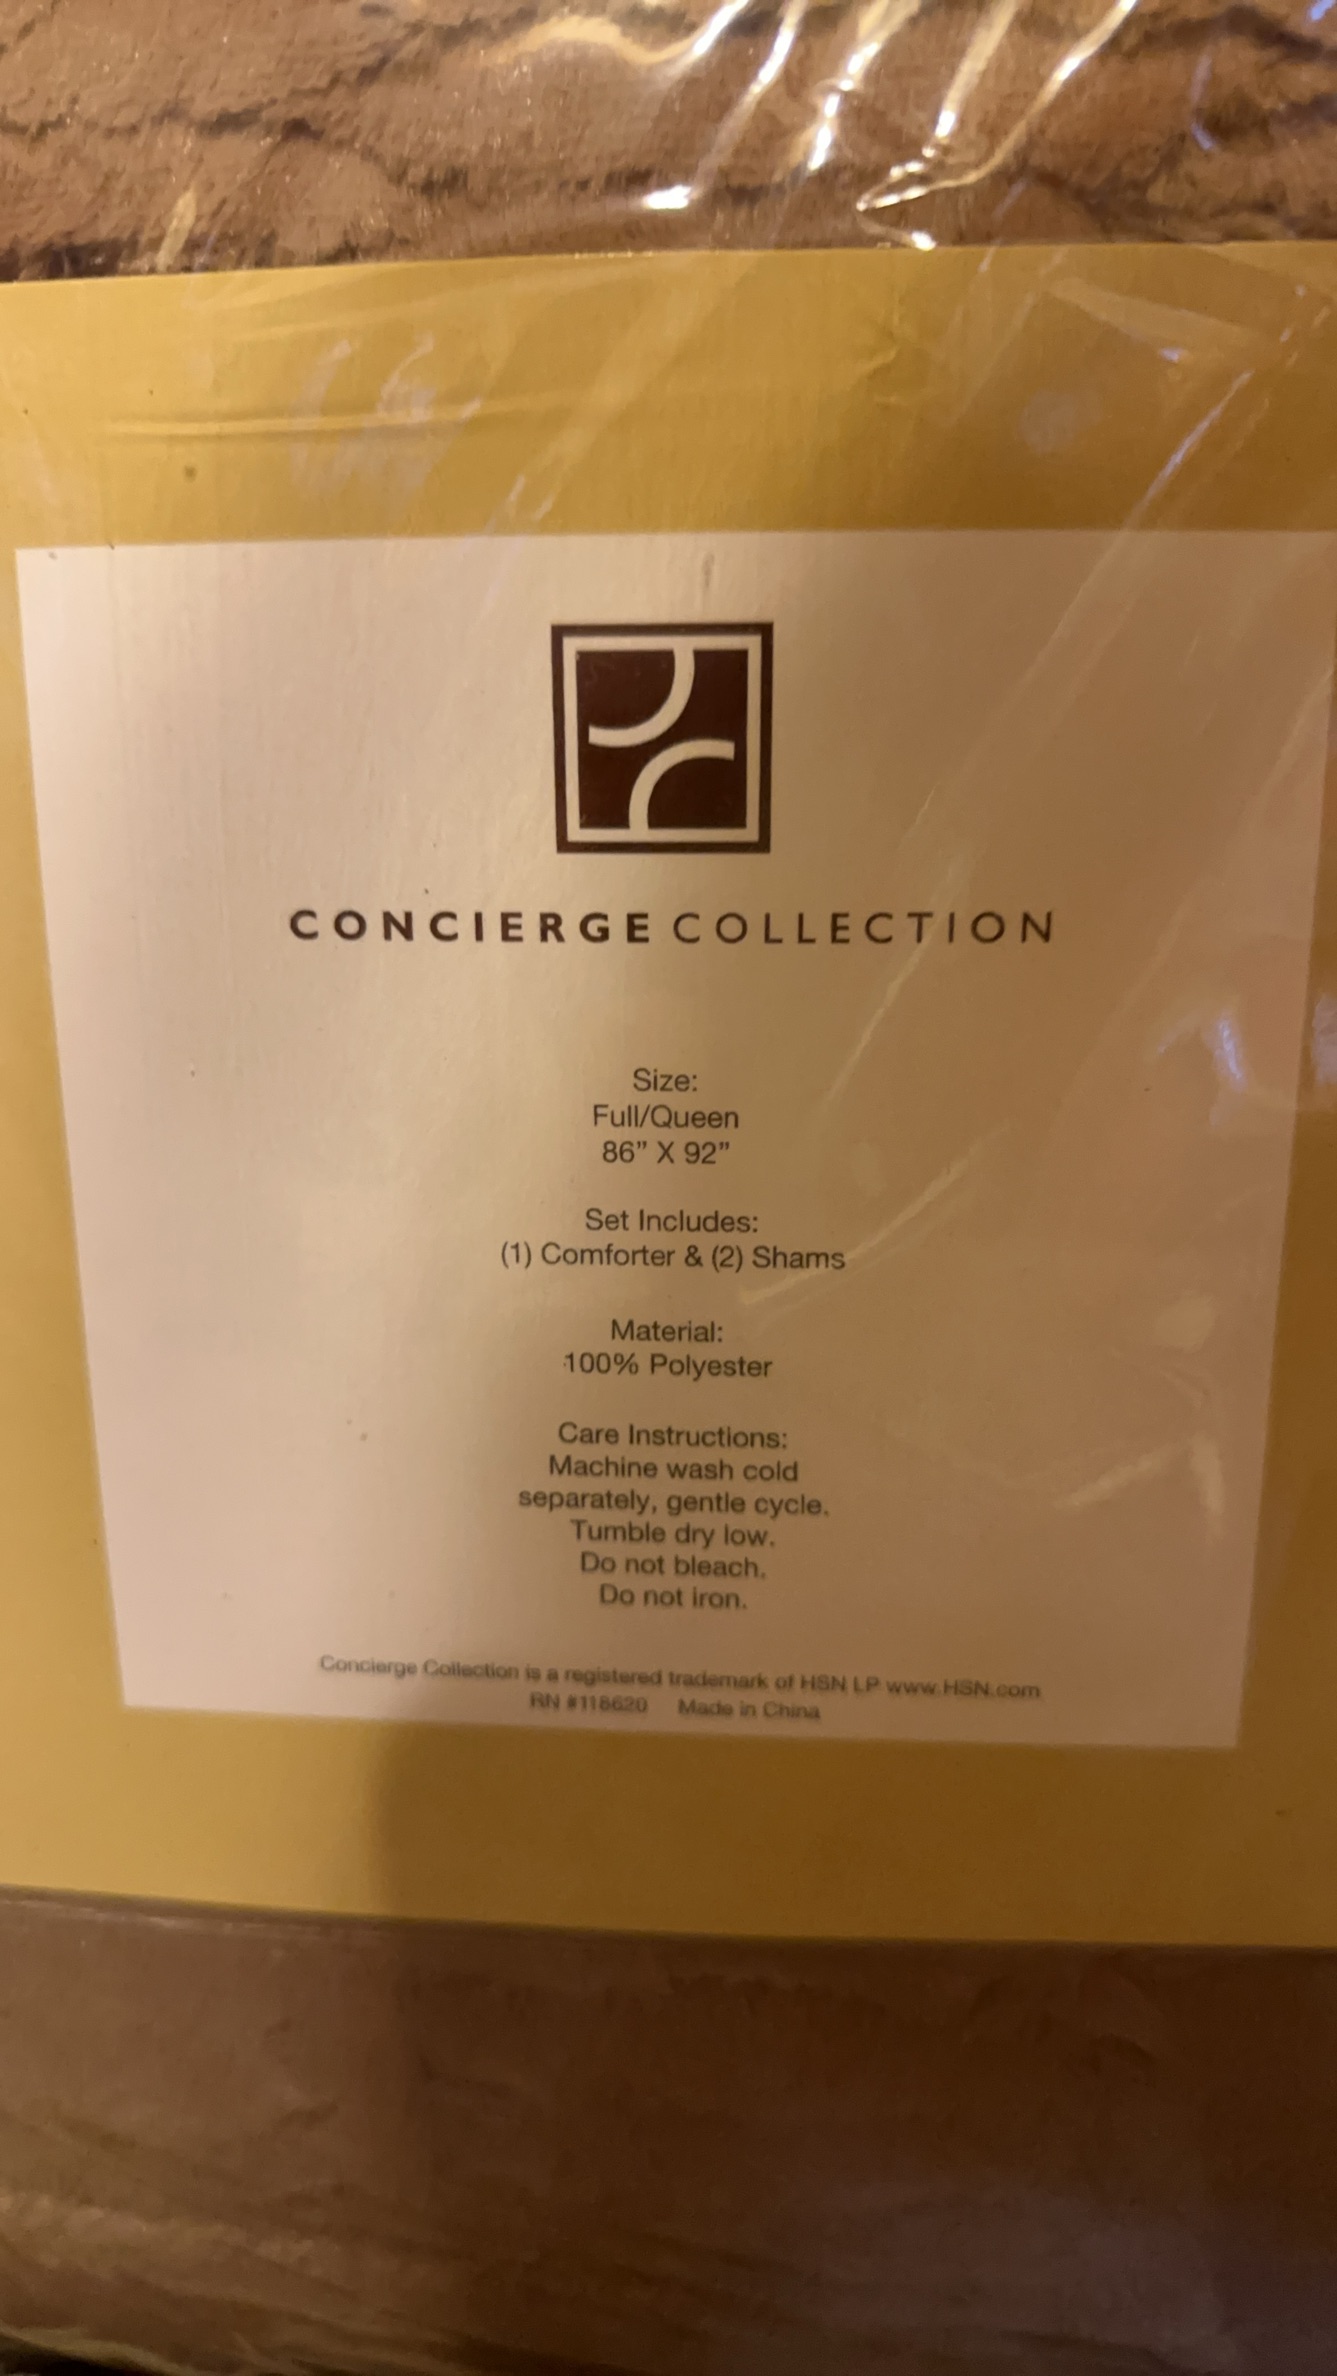 CONCIERGE COLLECTION
Size:
Full/Queen
86” X 92”
Set Includes:
(1) Comforter & (2) Shams
Material:
100% Polyester
Care Instructions:
Machine wash cold
separately, gentle cycle.
Tumble dry low.
Do not bleach.
Do not iron.
Concierge Collection is a registered trademark of HSN LP www.HSN.com
RN #118620 Made in China